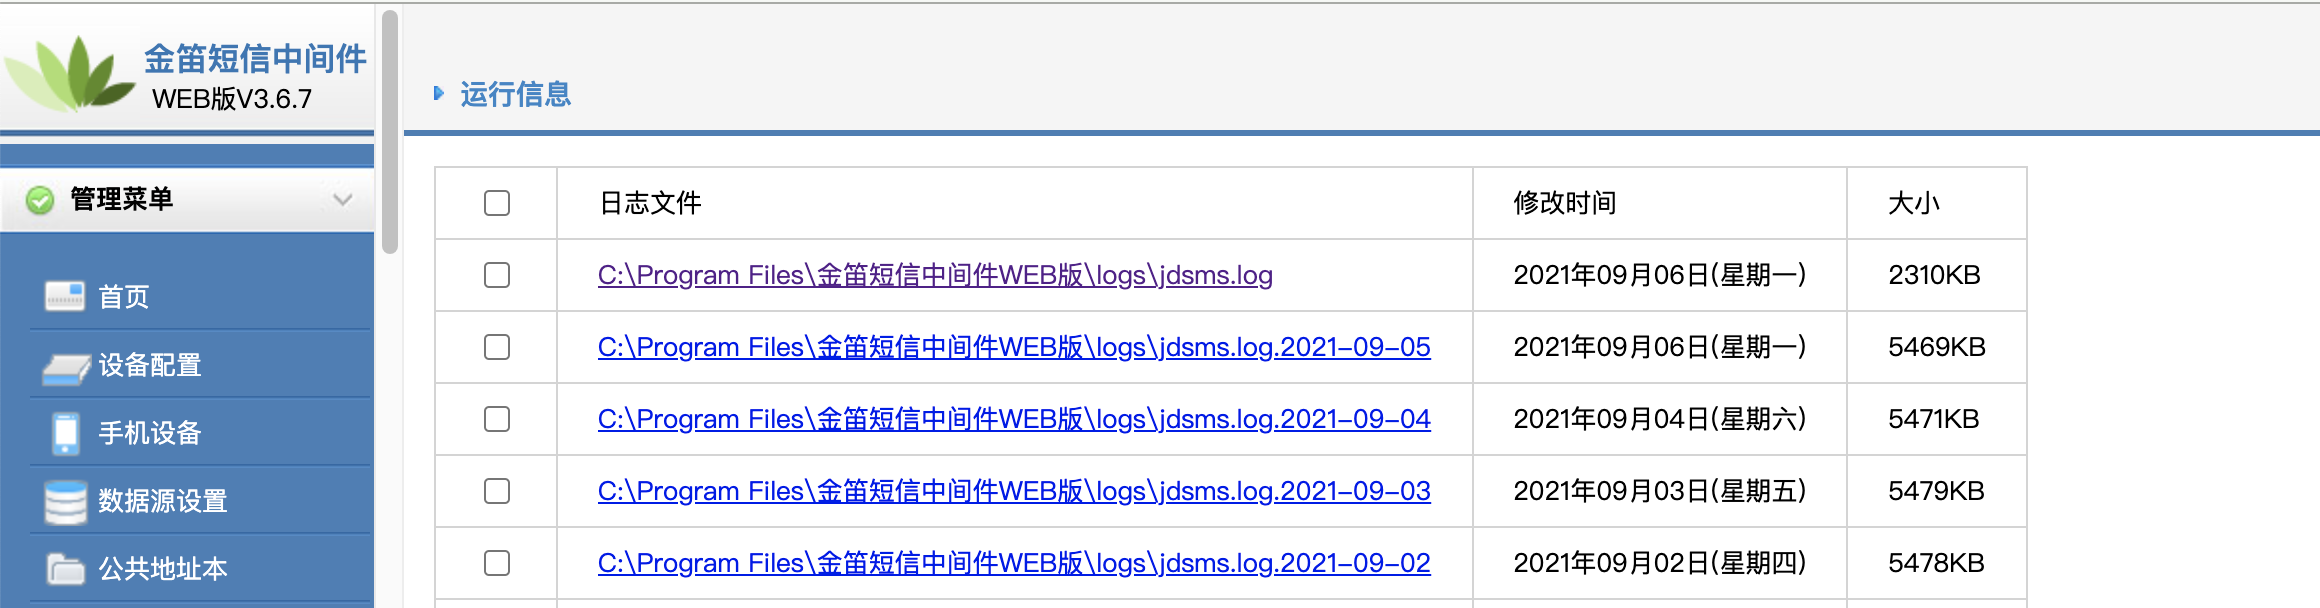 金笛短信中间件
WEB版V3.6.7
管理菜单
首页
设备配置
手机设备
数据源设置
公共地址本
运行信息
日志文件 修改时间 大小
C:\Program Files\金笛短信中间件WEB版\logs\jdsms.log 2021年09月06日(星期一) 2310KB
C:\Program Files\金笛短信中间件WEB版\logs\jdsms.log.2021-09-05 2021年09月06日(星期一) 5469KB
C:\Program Files\金笛短信中间件WEB版\logs\jdsms.log.2021-09-04 2021年09月04日(星期六) 5471KB
C:\Program Files\金笛短信中间件WEB版\logs\jdsms.log.2021-09-03 2021年09月03日(星期五) 5479KB
C:\Program Files\金笛短信中间件WEB版\logs\jdsms.log.2021-09-02 2021年09月02日(星期四) 5478KB